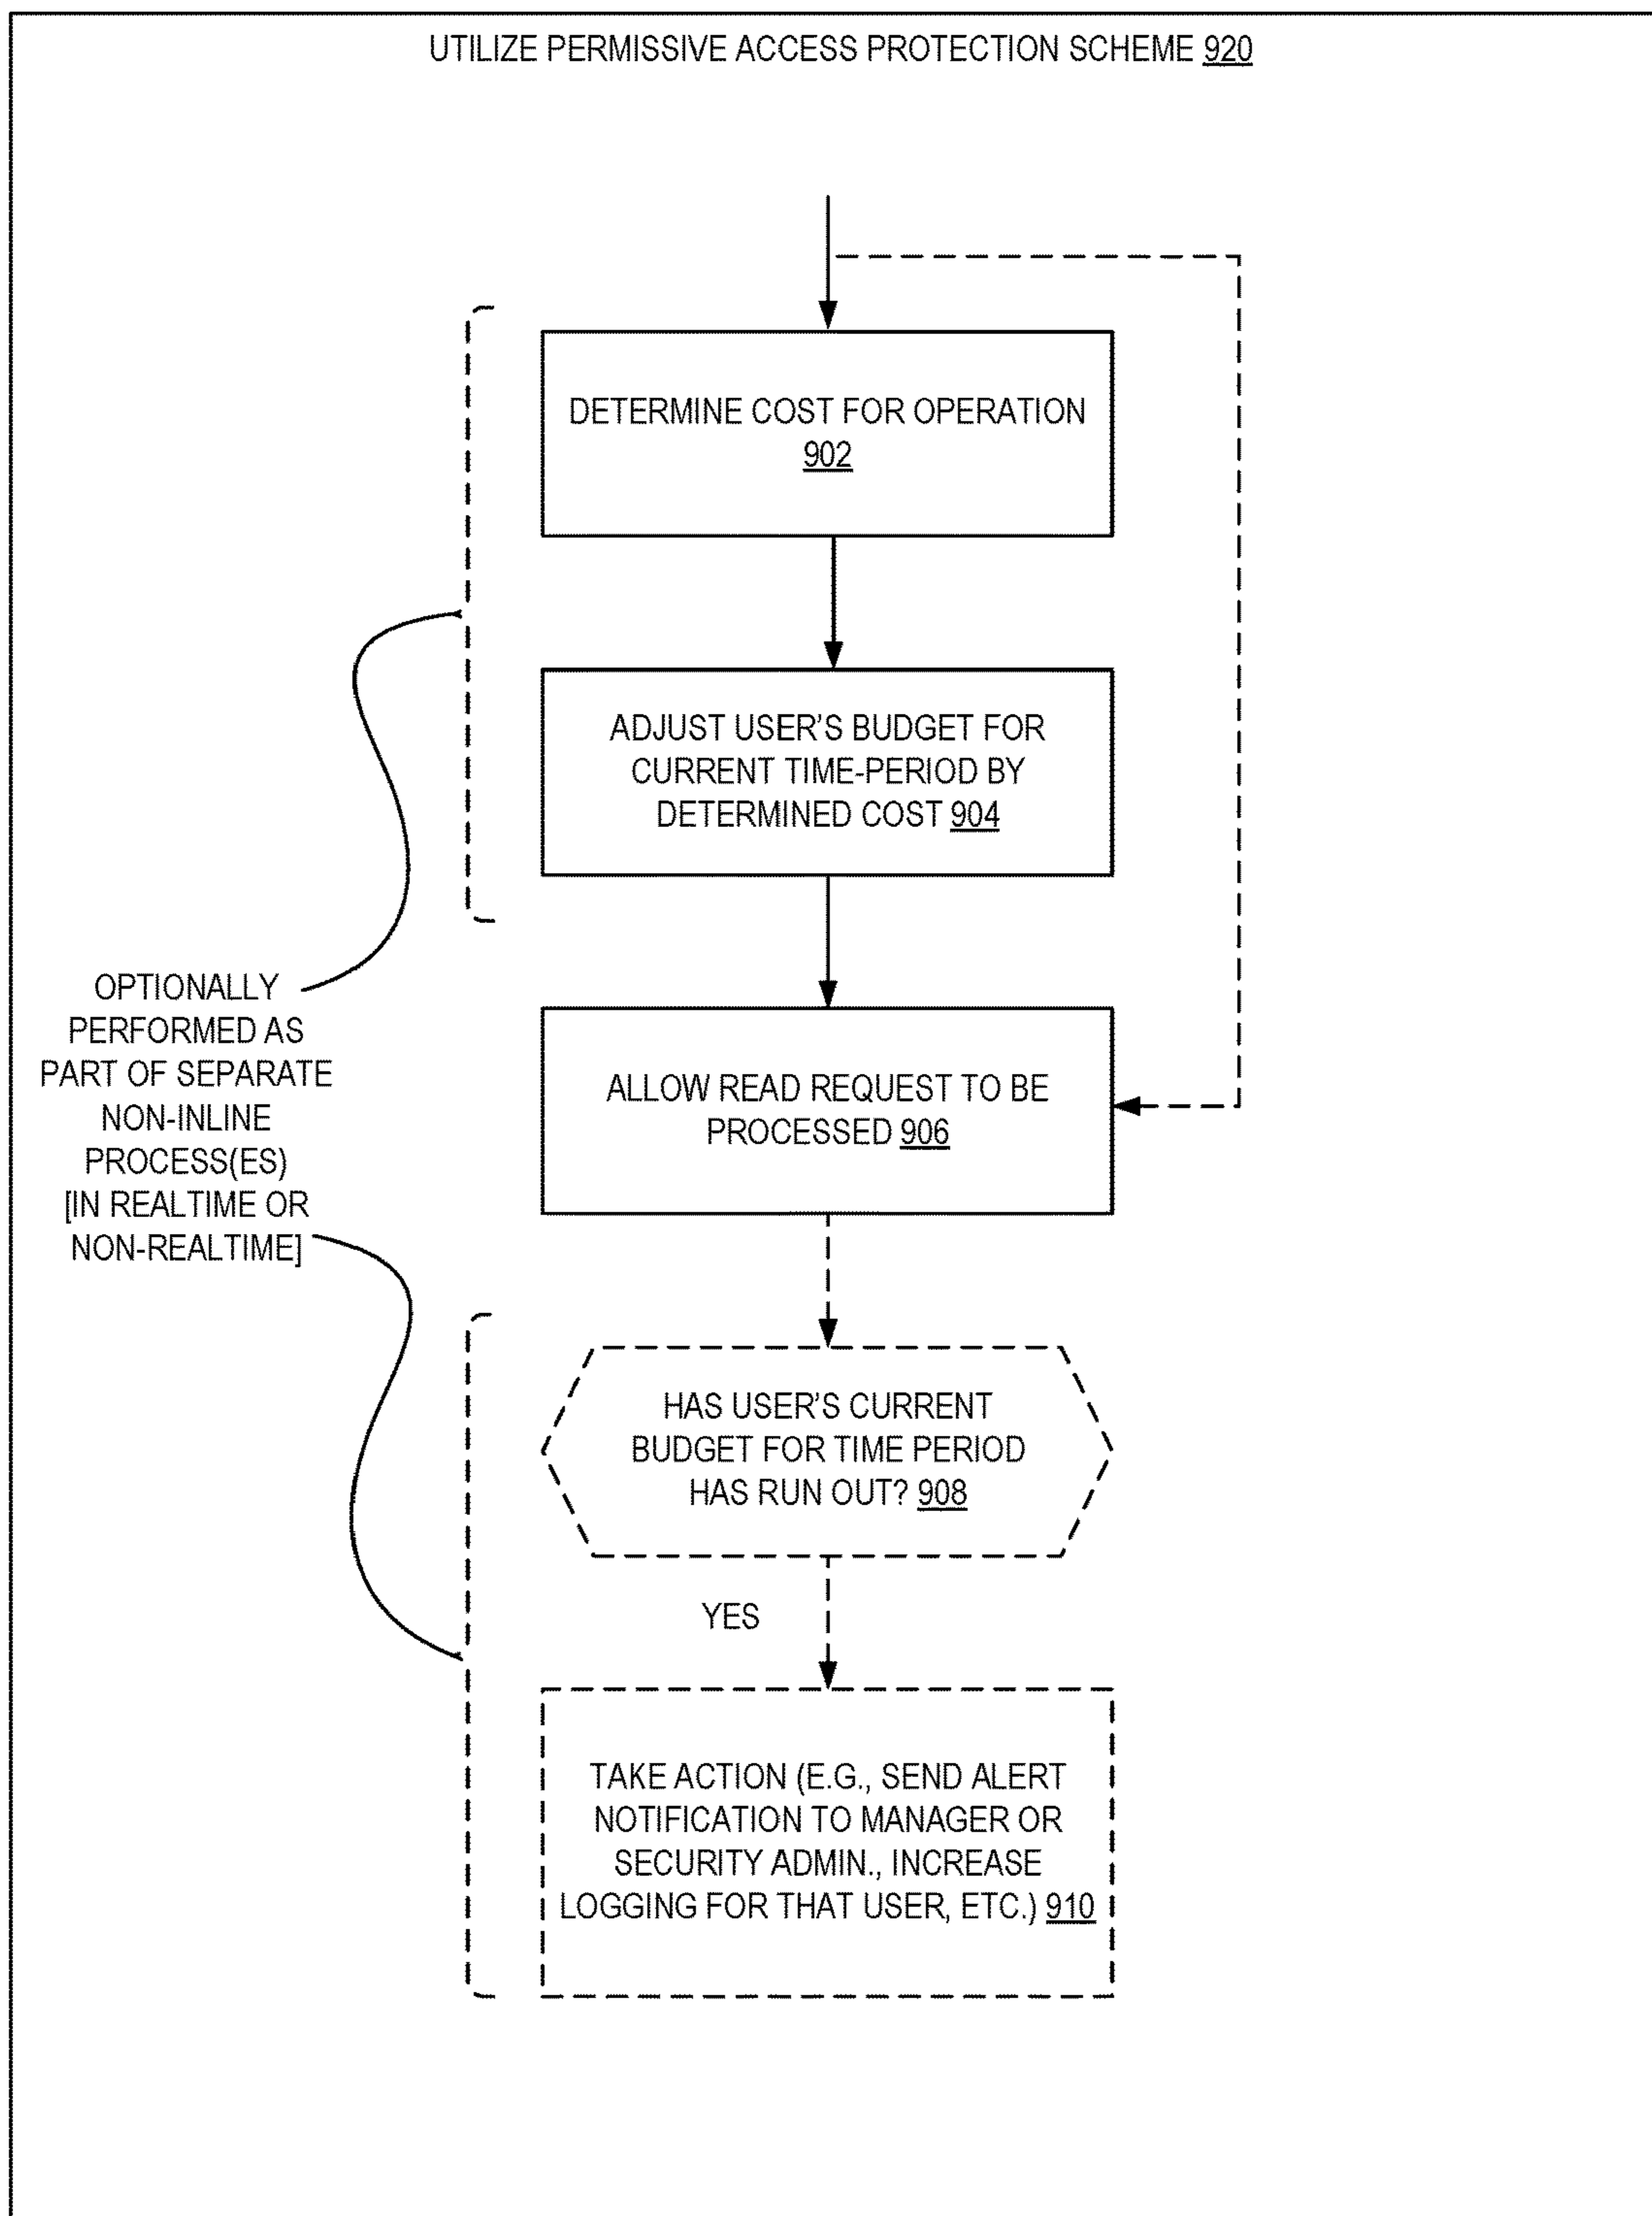 UTILIZE PERMISSIVE ACCESS PROTECTION SCHEME 920
DETERMINE COST FOR OPERATION
902
ADJUST USER'S BUDGET FOR
CURRENT TIME-PERIOD BY
DETERMINED COST 904
OPTIONALLY
PERFORMED AS
PART OF SEPARATE
NON-INLINE
PROCESS(ES)
[IN REALTIME OR
NON-REALTIME]
ALLOW READ REQUEST TO BE
PROCESSED 906
HAS USER'S CURRENT
BUDGET FOR TIME PERIOD
HAS RUN OUT? 908
YES
TAKE ACTION (E.G., SEND ALERT
NOTIFICATION TO MANAGER OR
SECURITY ADMIN., INCREASE
LOGGING FOR THAT USER, ETC.) 910